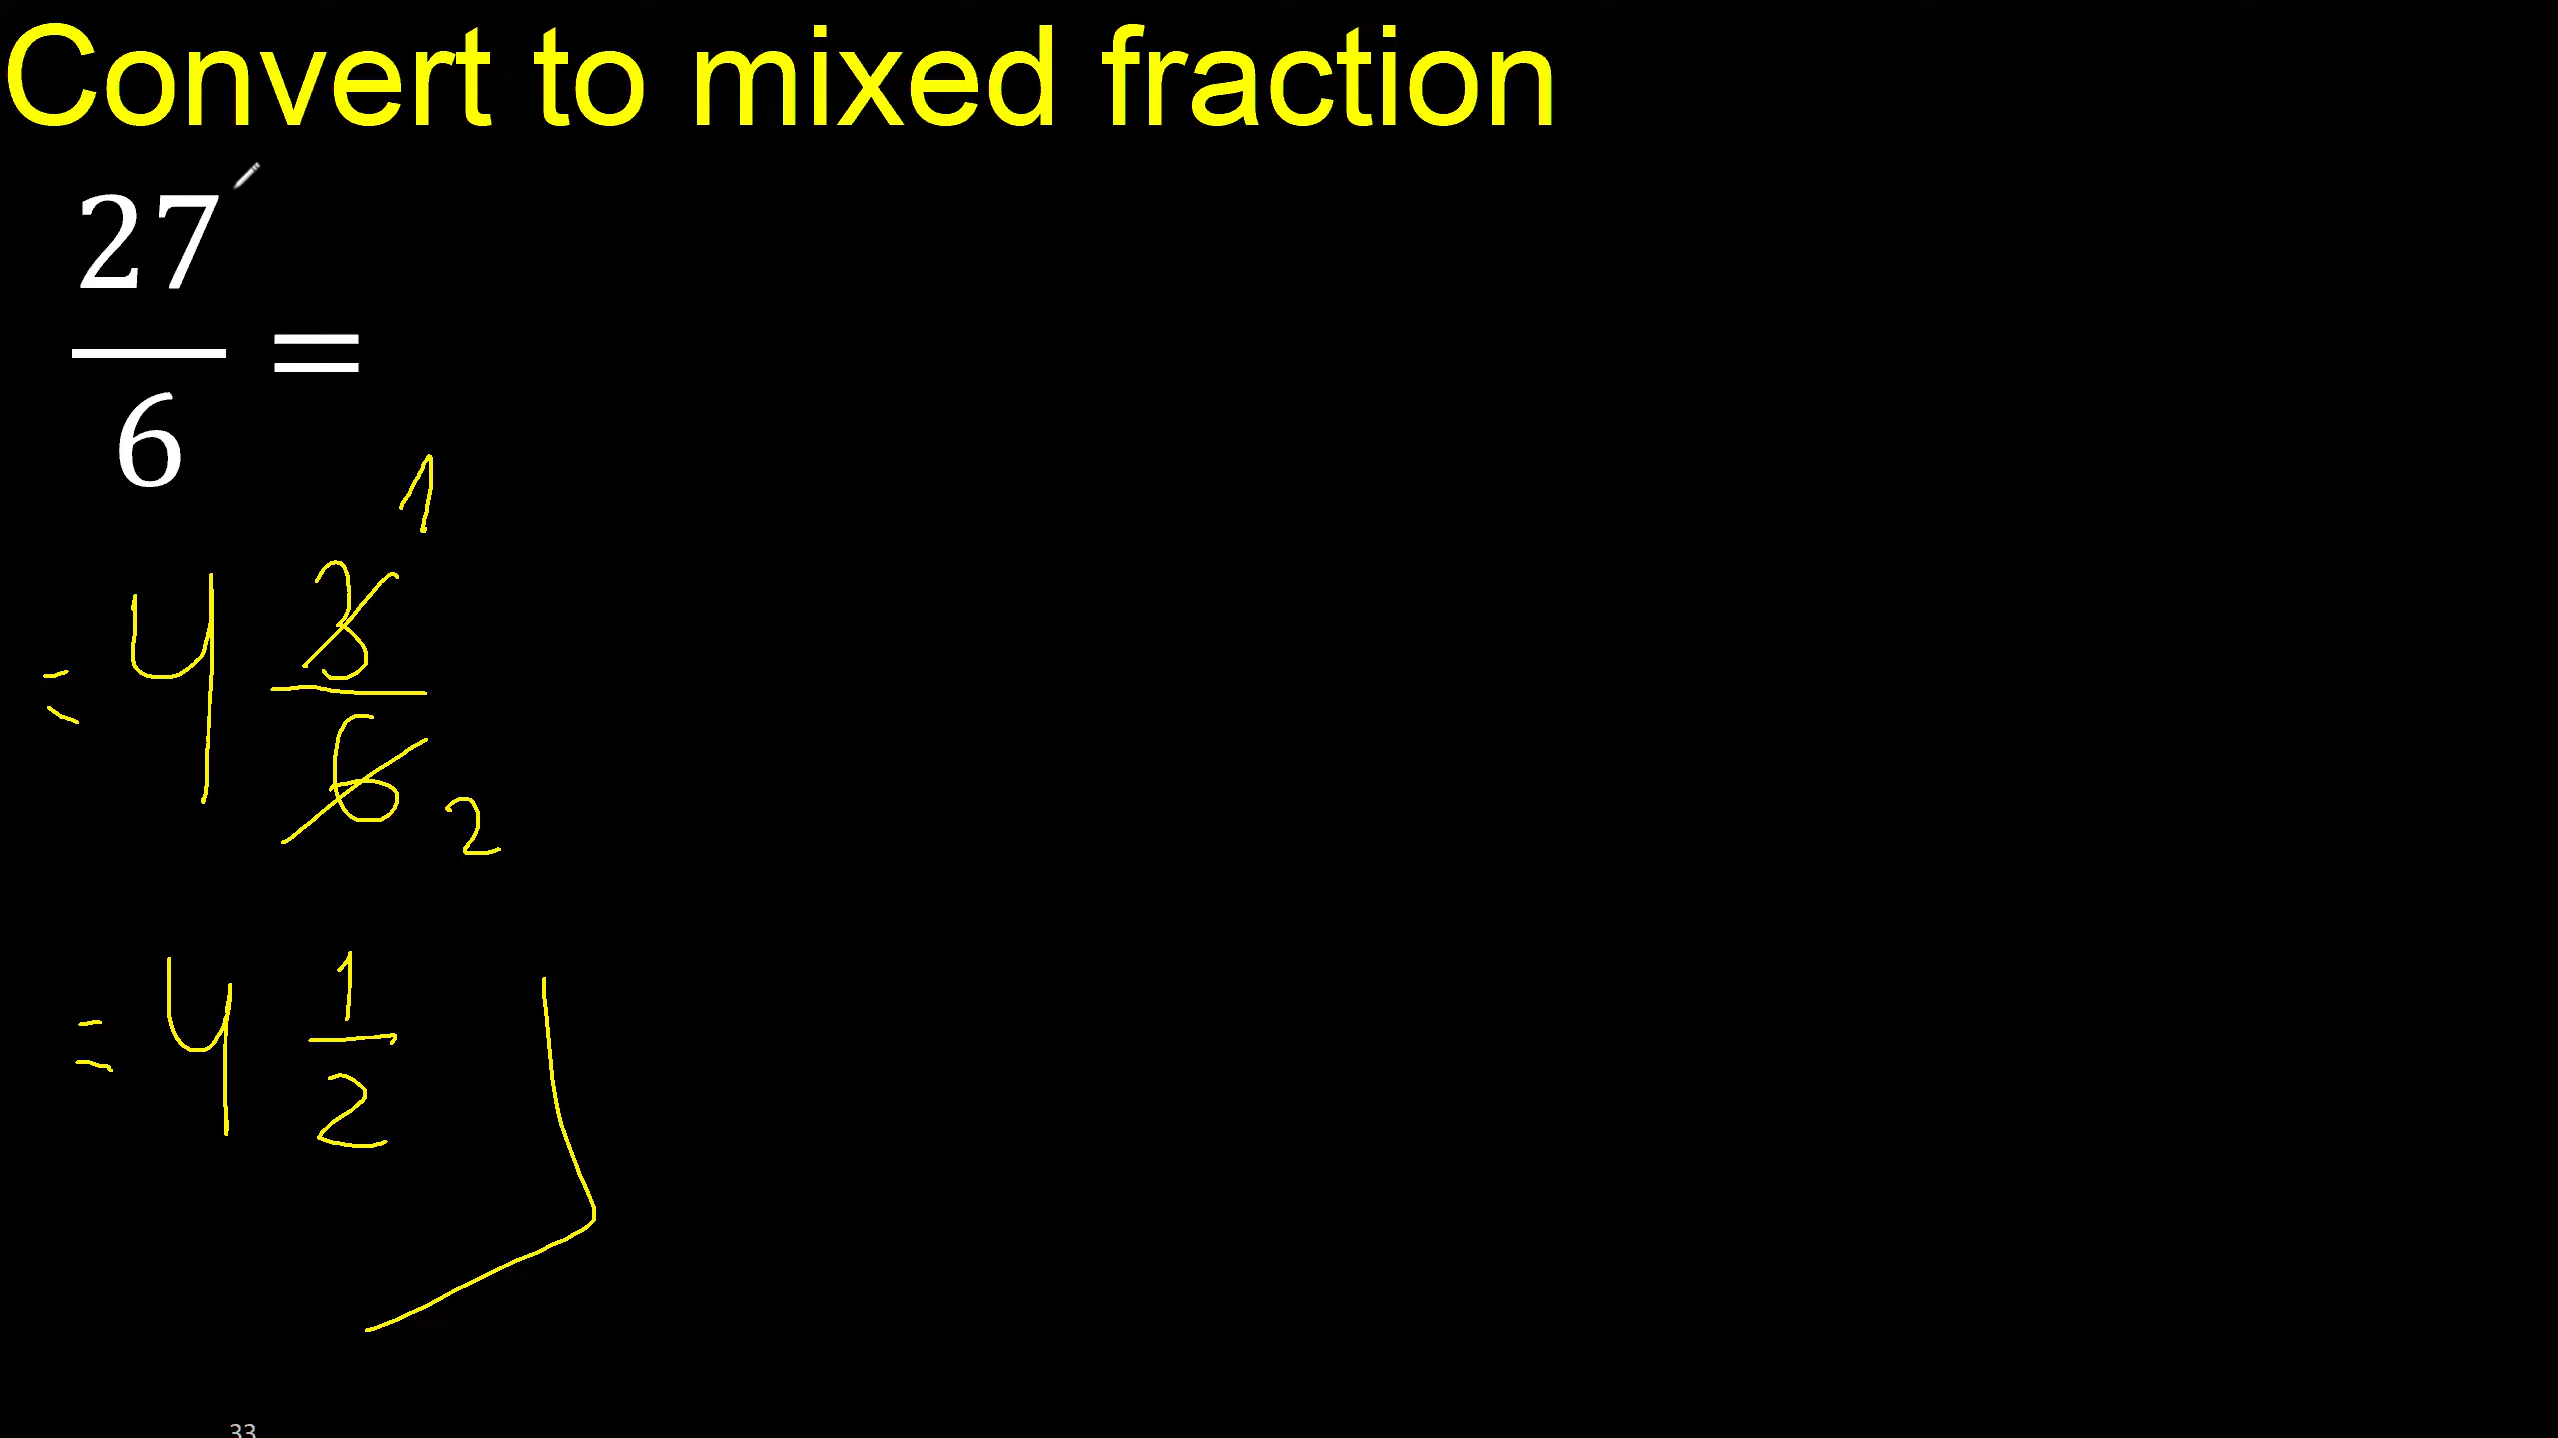 Convert to mixed fraction
27
6 =
1
= 4 3
6 2
= 4 1
2
33